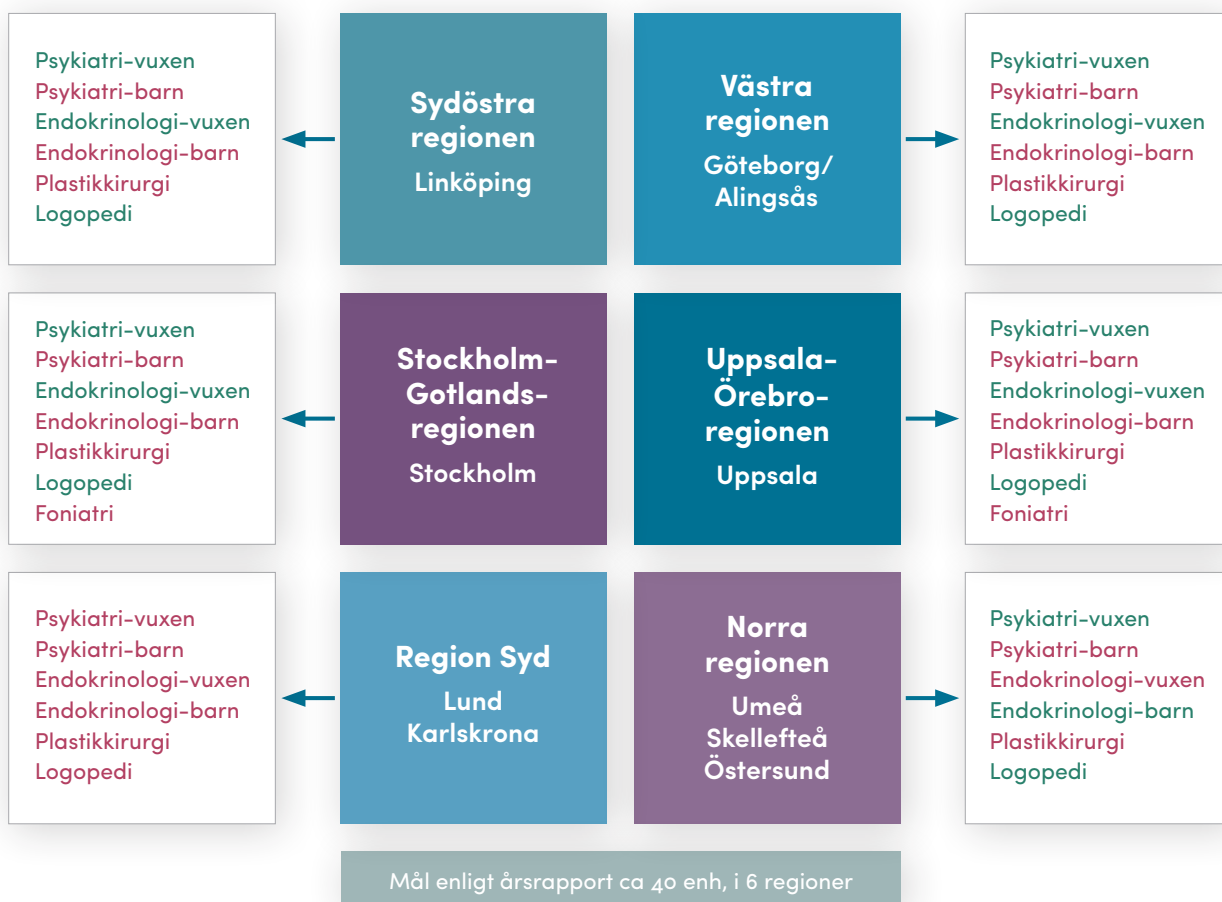 Psykiatri-vuxen
Psykiatri-barn
Endokrinologi-vuxen
Endokrinologi-barn
Plastikkirurgi
Logopedi
Sydöstra
regionen
Linköping
Västra
regionen
Göteborg/
Alingsås
Psykiatri-vuxen
Psykiatri-barn
Endokrinologi-vuxen
Endokrinologi-barn
Plastikkirurgi
Logopedi
Psykiatri-vuxen
Psykiatri-barn
Endokrinologi-vuxen
Endokrinologi-barn
Plastikkirurgi
Logopedi
Foniatri
Stockholm-
Gotlands-
regionen
Stockholm
Uppsala-
Örebro-
regionen
Uppsala
Psykiatri-vuxen
Psykiatri-barn
Endokrinologi-vuxen
Endokrinologi-barn
Plastikkirurgi
Logopedi
Foniatri
Psykiatri-vuxen
Psykiatri-barn
Endokrinologi-vuxen
Endokrinologi-barn
Plastikkirurgi
Logopedi
Region Syd
Lund
Karlskrona
Norra
regionen
Umeå
Skellefteå
Östersund
Psykiatri-vuxen
Psykiatri-barn
Endokrinologi-vuxen
Endokrinologi-barn
Plastikkirurgi
Logopedi
Mål enligt årsrapport ca 40 enh, i 6 regioner